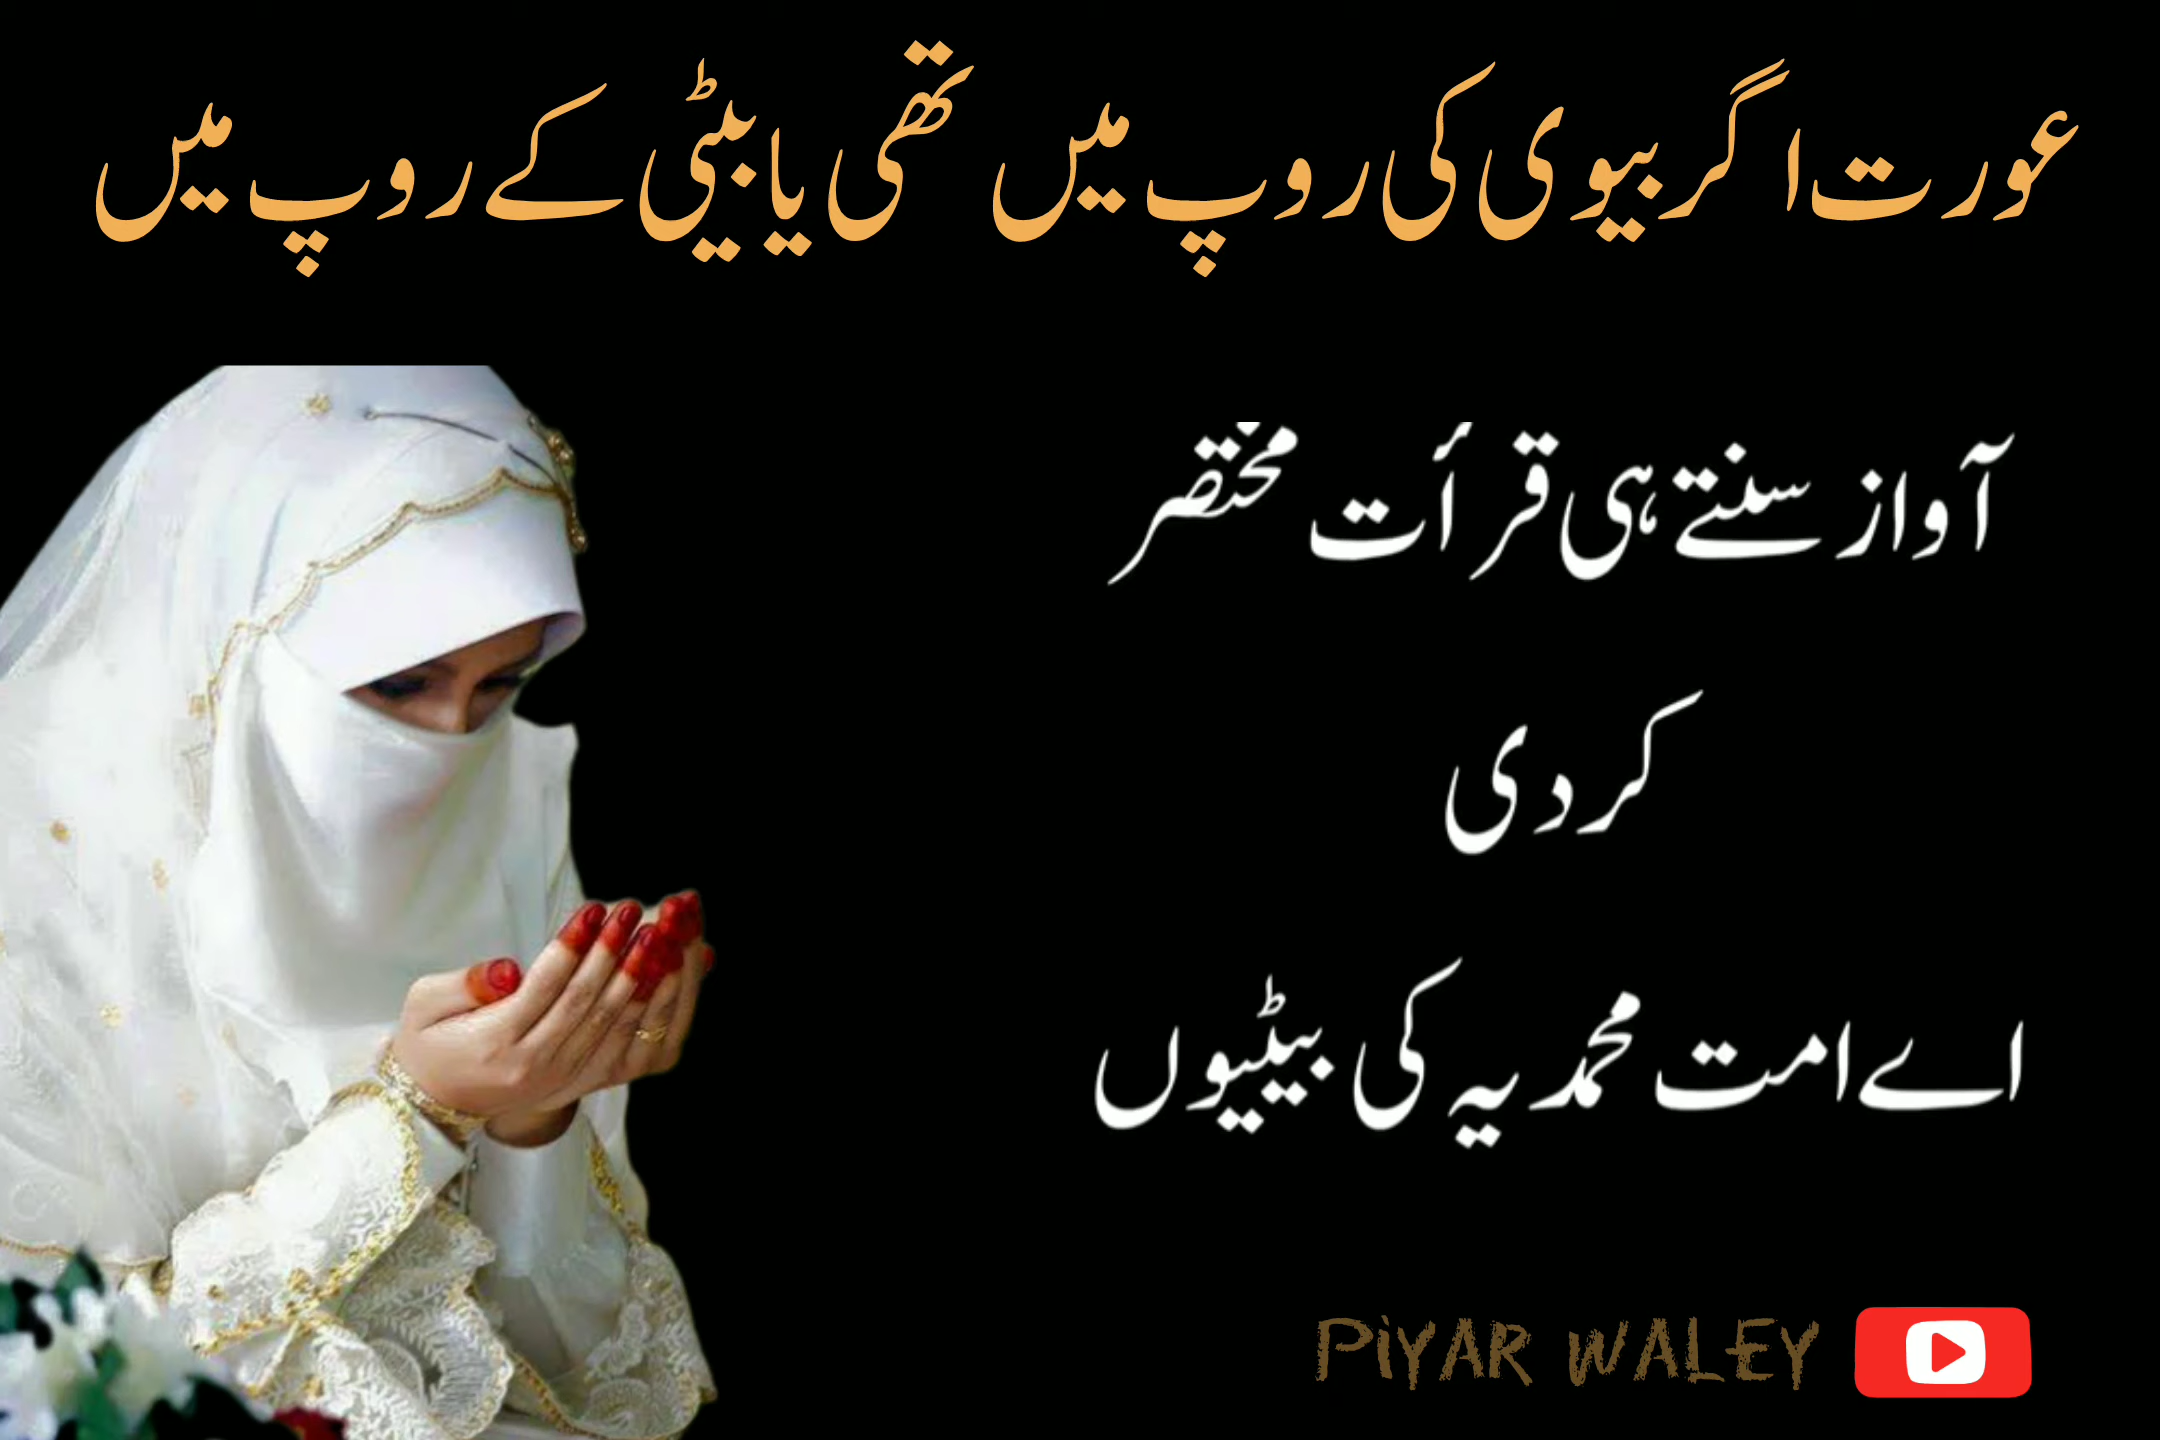 عورت اگر بیوی کی روپ میں تھی یا بیٹی کے روپ میں
آواز سنتے ہی قرأت مختصر
کردی
اے امت محمدیہ کی بیٹیوں
PiYAR WALEY